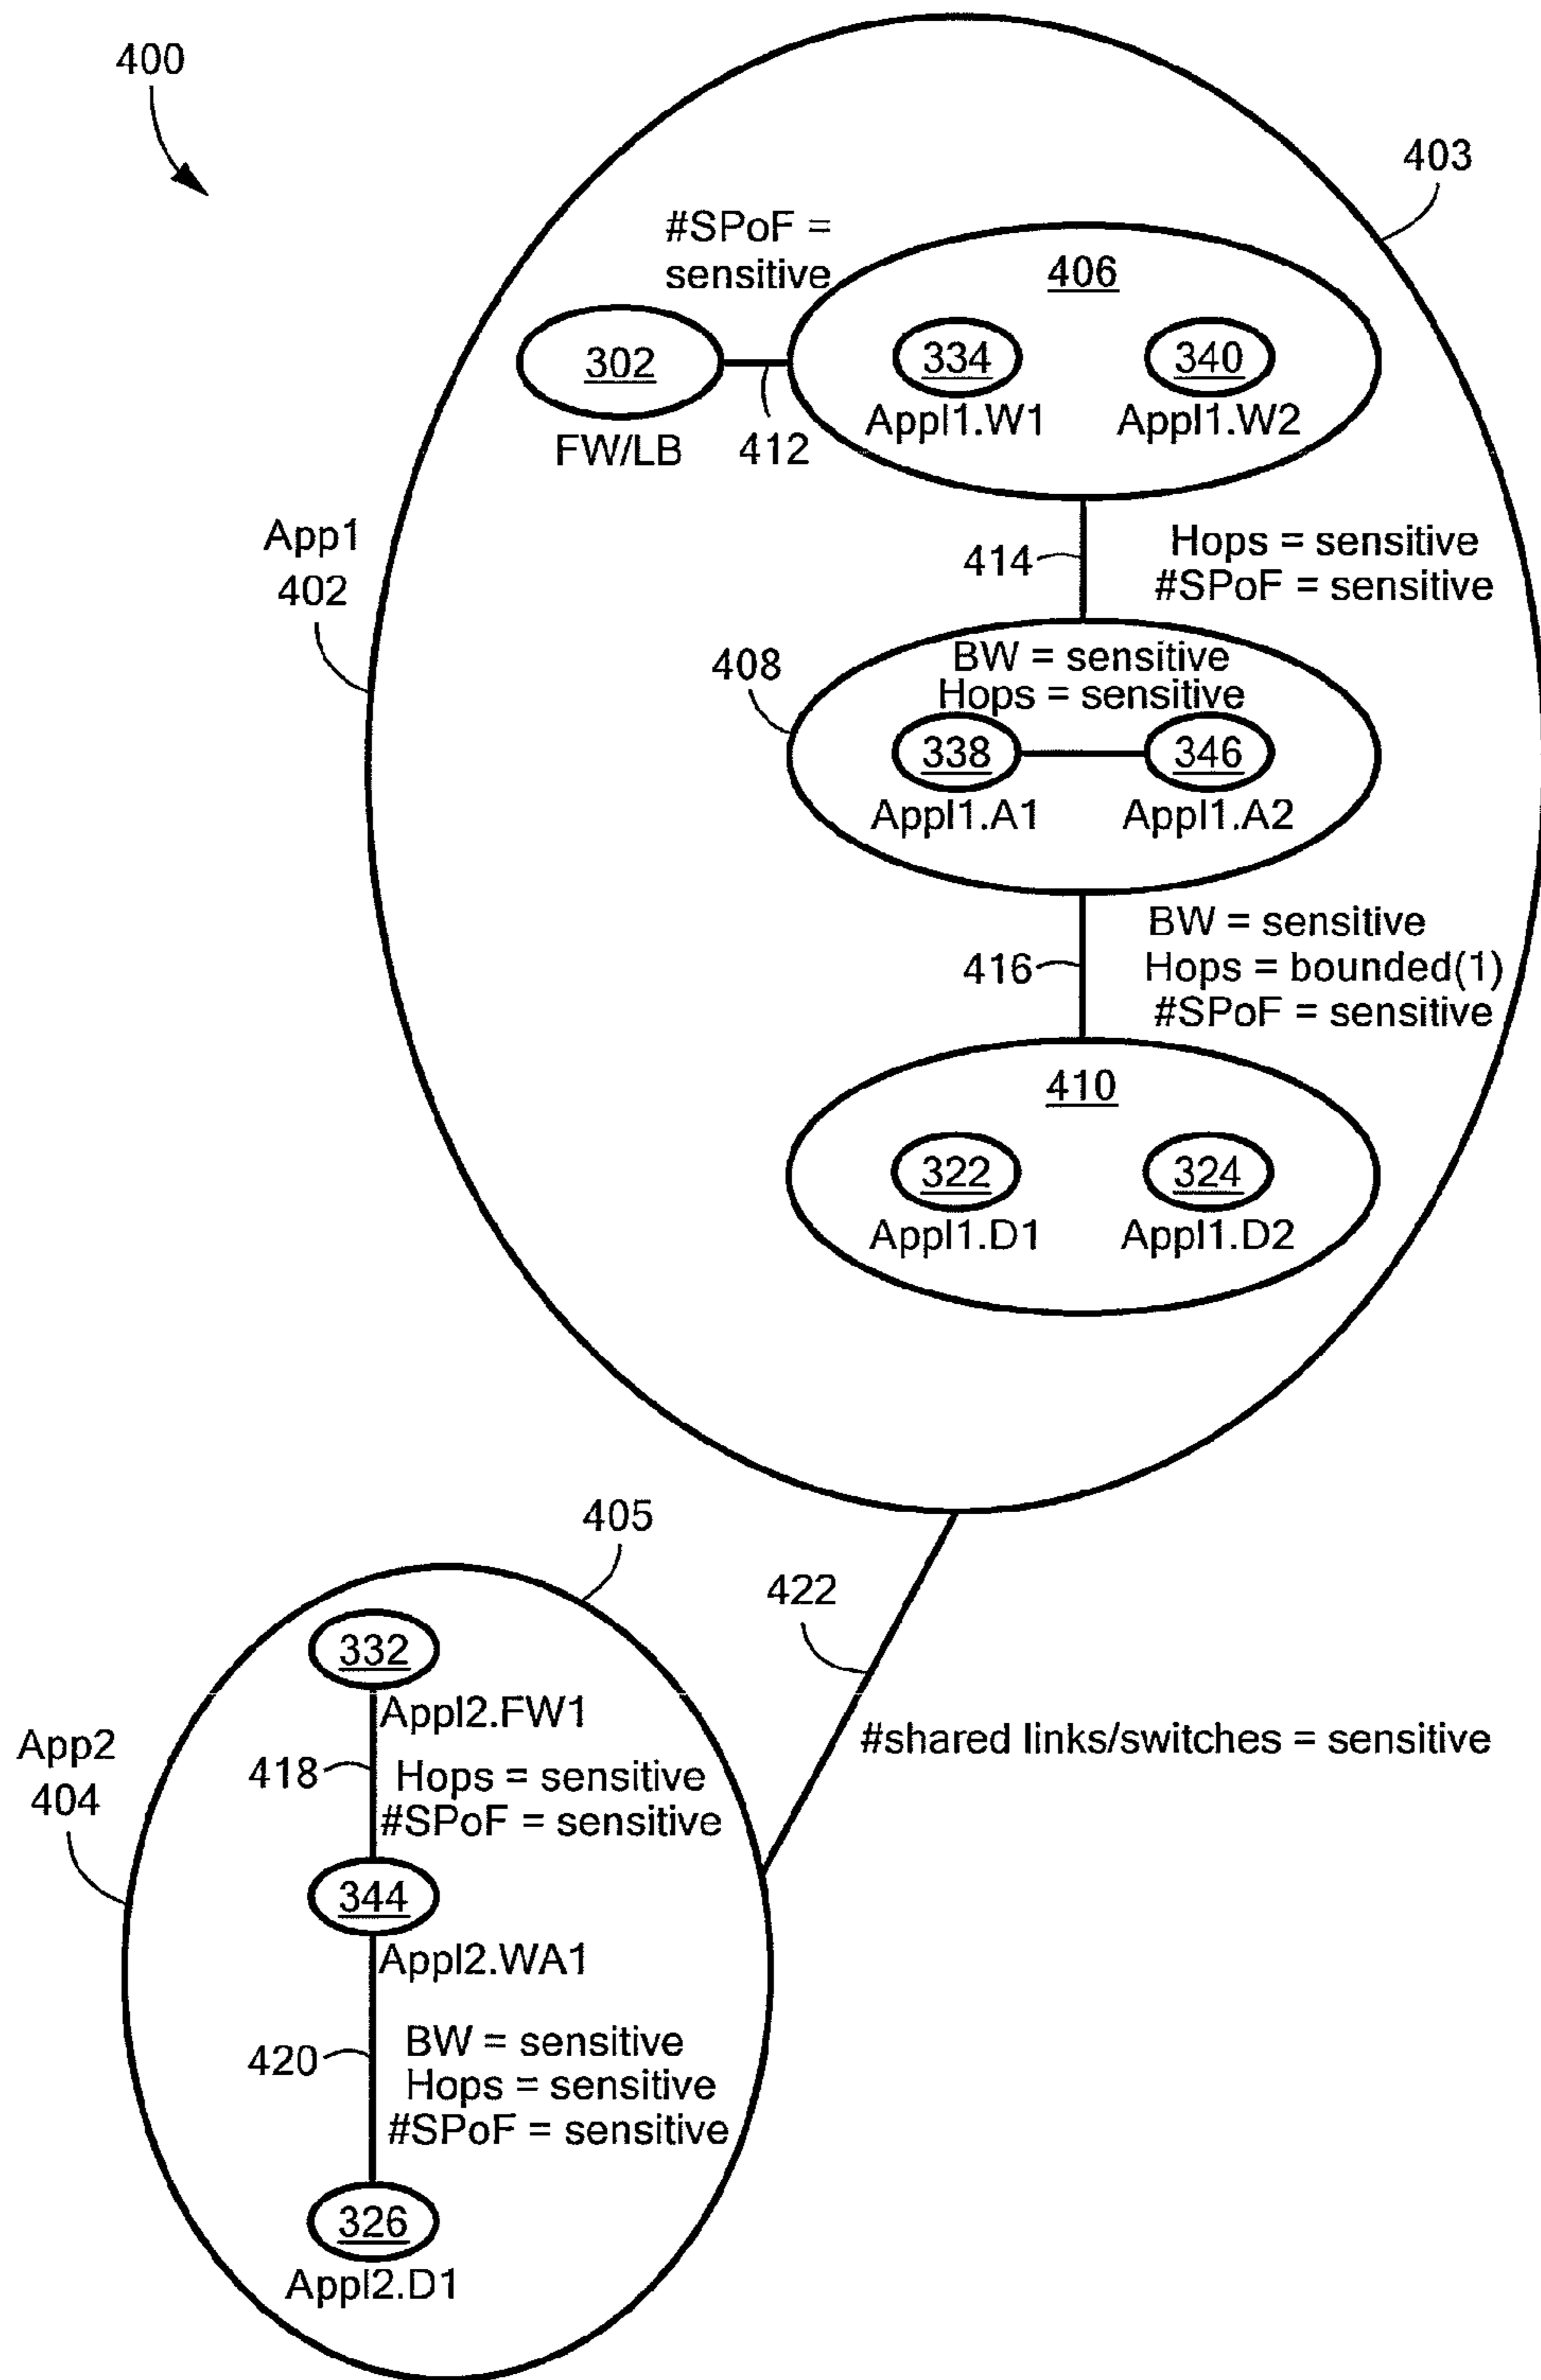 400
403
#SPoF =
sensitive
406
302
334
340
FW/LB
412
Appl1.W1
Appl1.W2
App1
402
414
Hops = sensitive
#SPoF = sensitive
408
BW = sensitive
Hops = sensitive
338
346
Appl1.A1
Appl1.A2
416
BW = sensitive
Hops = bounded(1)
#SPoF = sensitive
410
322
324
Appl1.D1
Appl1.D2
405
422
332
Appl2.FW1
#shared links/switches = sensitive
App2
404
418
Hops = sensitive
#SPoF = sensitive
344
Appl2.WA1
420
BW = sensitive
Hops = sensitive
#SPoF = sensitive
326
Appl2.D1